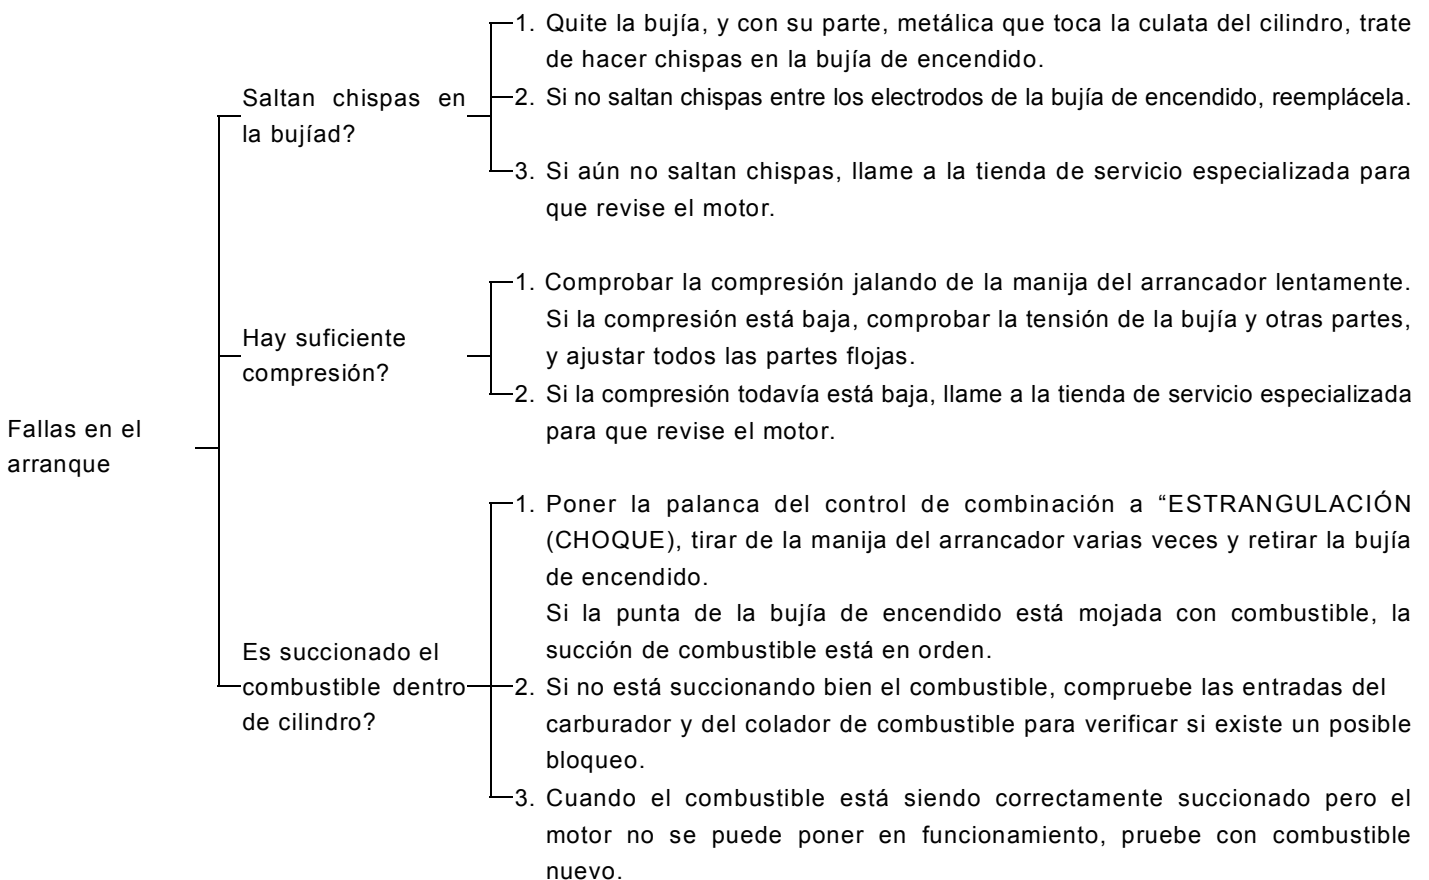 Fallas en el
arranque
Saltan chispas en
la bujíad?
1. Quite la bujía, y con su parte, metálica que toca la culata del cilindro, trate
de hacer chispas en la bujía de encendido.
2. Si no saltan chispas entre los electrodos de la bujía de encendido, reemplácela.
3. Si aún no saltan chispas, llame a la tienda de servicio especializada para
que revise el motor.
Hay suficiente
compresión?
1. Comprobar la compresión jalando de la manija del arrancador lentamente.
Si la compresión está baja, comprobar la tensión de la bujía y otras partes,
y ajustar todos las partes flojas.
2. Si la compresión todavía está baja, llame a la tienda de servicio especializada
para que revise el motor.
Es succionado el
combustible dentro
de cilindro?
1. Poner la palanca del control de combinación a “ESTRANGULACIÓN
(CHOQUE), tirar de la manija del arrancador varias veces y retirar la bujía
de encendido.
Si la punta de la bujía de encendido está mojada con combustible, la
succión de combustible está en orden.
2. Si no está succionando bien el combustible, compruebe las entradas del
carburador y del colador de combustible para verificar si existe un posible
bloqueo.
3. Cuando el combustible está siendo correctamente succionado pero el
motor no se puede poner en funcionamiento, pruebe con combustible
nuevo.